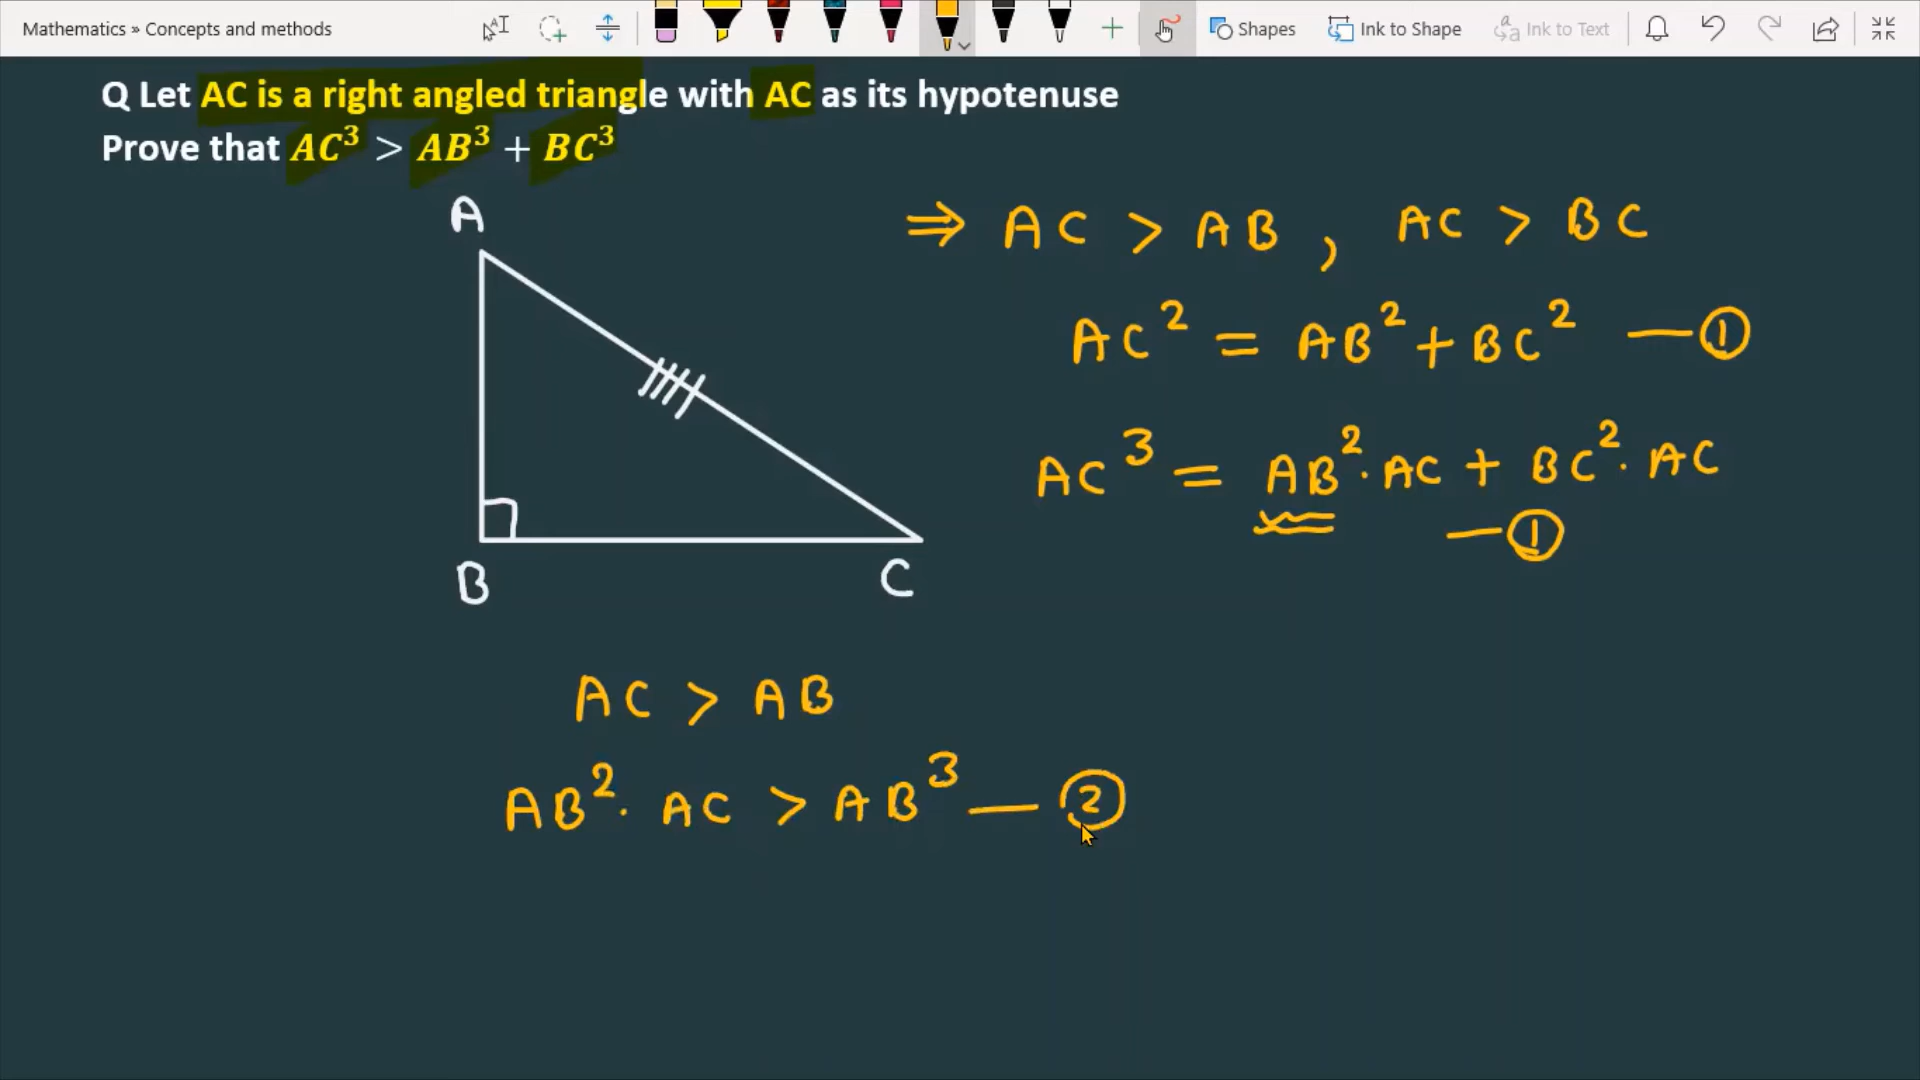 Mathematics » Concepts and methods
Shapes
Ink to Shape
Ink to Text
Q Let AC is a right angled triangle with AC as its hypotenuse
Prove that AC³ > AB³ + BC³
A
B
C
⇒ AC > AB , AC > BC
AC² = AB² + BC² — ①
AC³ = AB² · AC + BC² · AC
— ①
AC > AB
AB² · AC > AB³ — ②